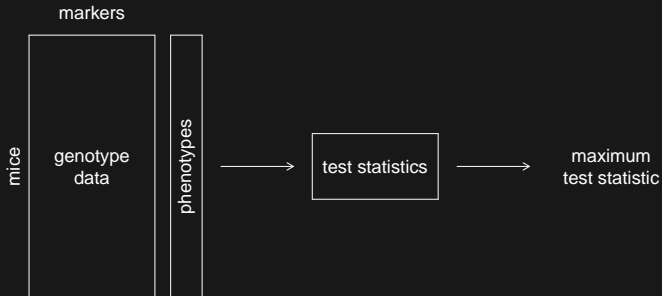 markers
mice
genotype
data
phenotypes
test statistics
maximum
test statistic